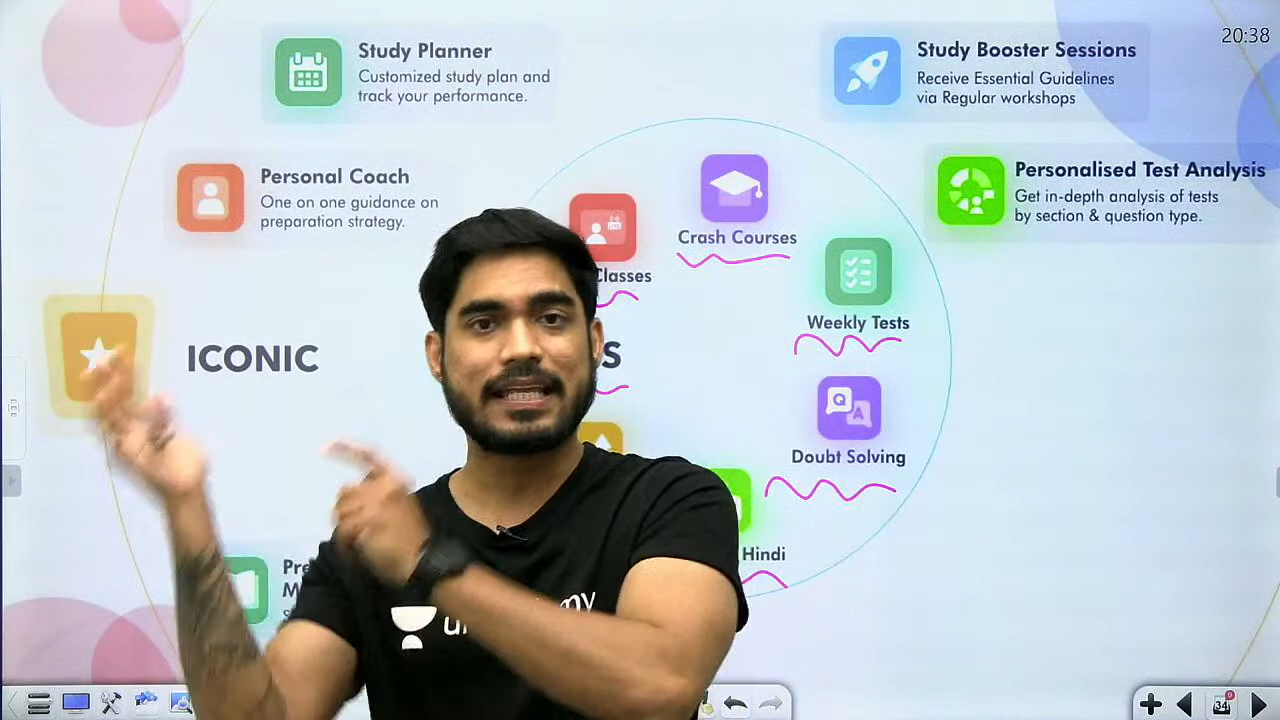 20:38
Study Planner
Customized study plan and
track your performance.
Study Booster Sessions
Receive Essential Guidelines
via Regular workshops
Personal Coach
One on one guidance on
preparation strategy.
Personalised Test Analysis
Get in-depth analysis of tests
by section & question type.
Crash Courses
Classes
Weekly Tests
ICONIC
S
Q
A
Doubt Solving
Hindi
34